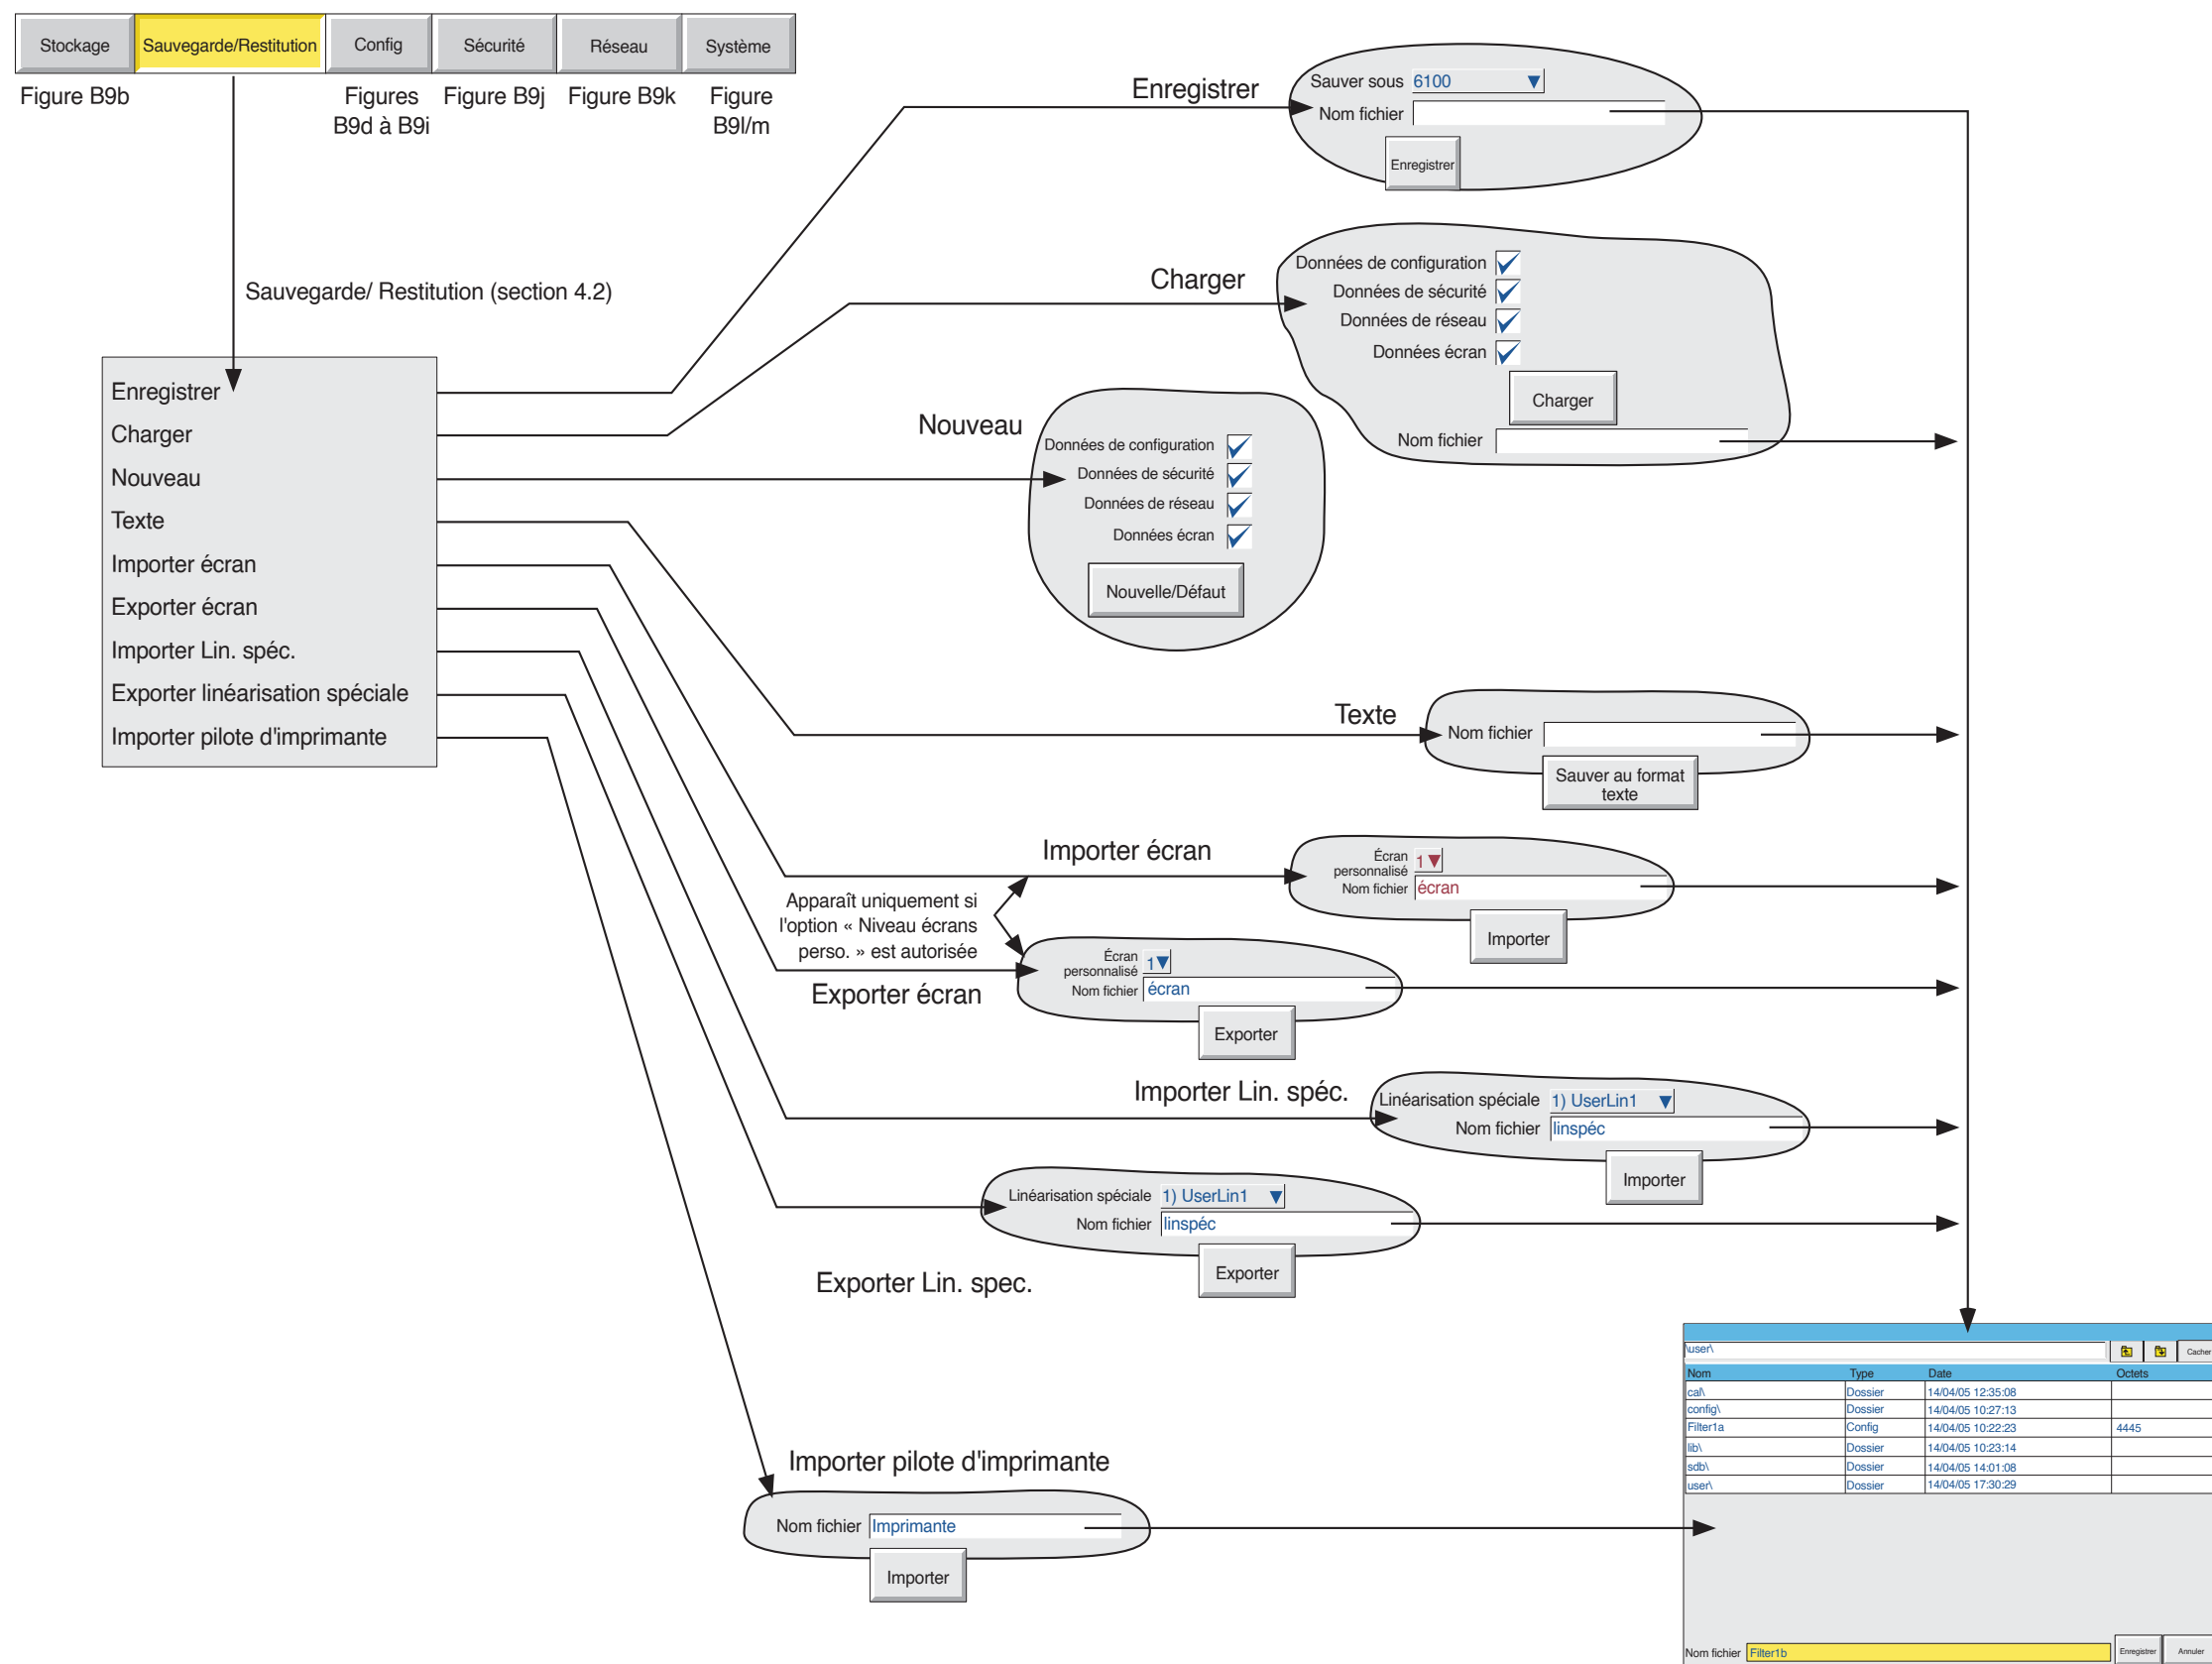 Stockage
Sauvegarde/Restitution
Config
Sécurité
Réseau
Système
Figure B9b
Figures
B9d à B9i
Figure B9j
Figure B9k
Figure
B9l/m
Sauvegarde/ Restitution (section 4.2)
Enregistrer
Charger
Nouveau
Texte
Importer écran
Exporter écran
Importer Lin. spéc.
Exporter linéarisation spéciale
Importer pilote d'imprimante
Enregistrer
Sauver sous 6100
Nom fichier
Enregistrer
Charger
Données de configuration
Données de sécurité
Données de réseau
Données écran
Charger
Nom fichier
Nouveau
Données de configuration
Données de sécurité
Données de réseau
Données écran
Nouvelle/Défaut
Texte
Nom fichier
Sauver au format
texte
Importer écran
Écran
personnalisé 1
Nom fichier écran
Importer
Apparaît uniquement si
l'option « Niveau écrans
perso. » est autorisée
Exporter écran
Écran
personnalisé 1
Nom fichier écran
Exporter
Importer Lin. spéc.
Linéarisation spéciale 1) UserLin1
Nom fichier linspéc
Importer
Linéarisation spéciale 1) UserLin1
Nom fichier linspéc
Exporter
Exporter Lin. spec.
Importer pilote d'imprimante
Nom fichier Imprimante
Importer
\user\ Cacher
Nom Type Date Octets
cal\ Dossier 14/04/05 12:35:08
config\ Dossier 14/04/05 10:27:13
Filter1a Config 14/04/05 10:22:23 4445
lib\ Dossier 14/04/05 10:23:14
sdb\ Dossier 14/04/05 14:01:08
user\ Dossier 14/04/05 17:30:29
Nom fichier Filter1b Enregistrer Annuler